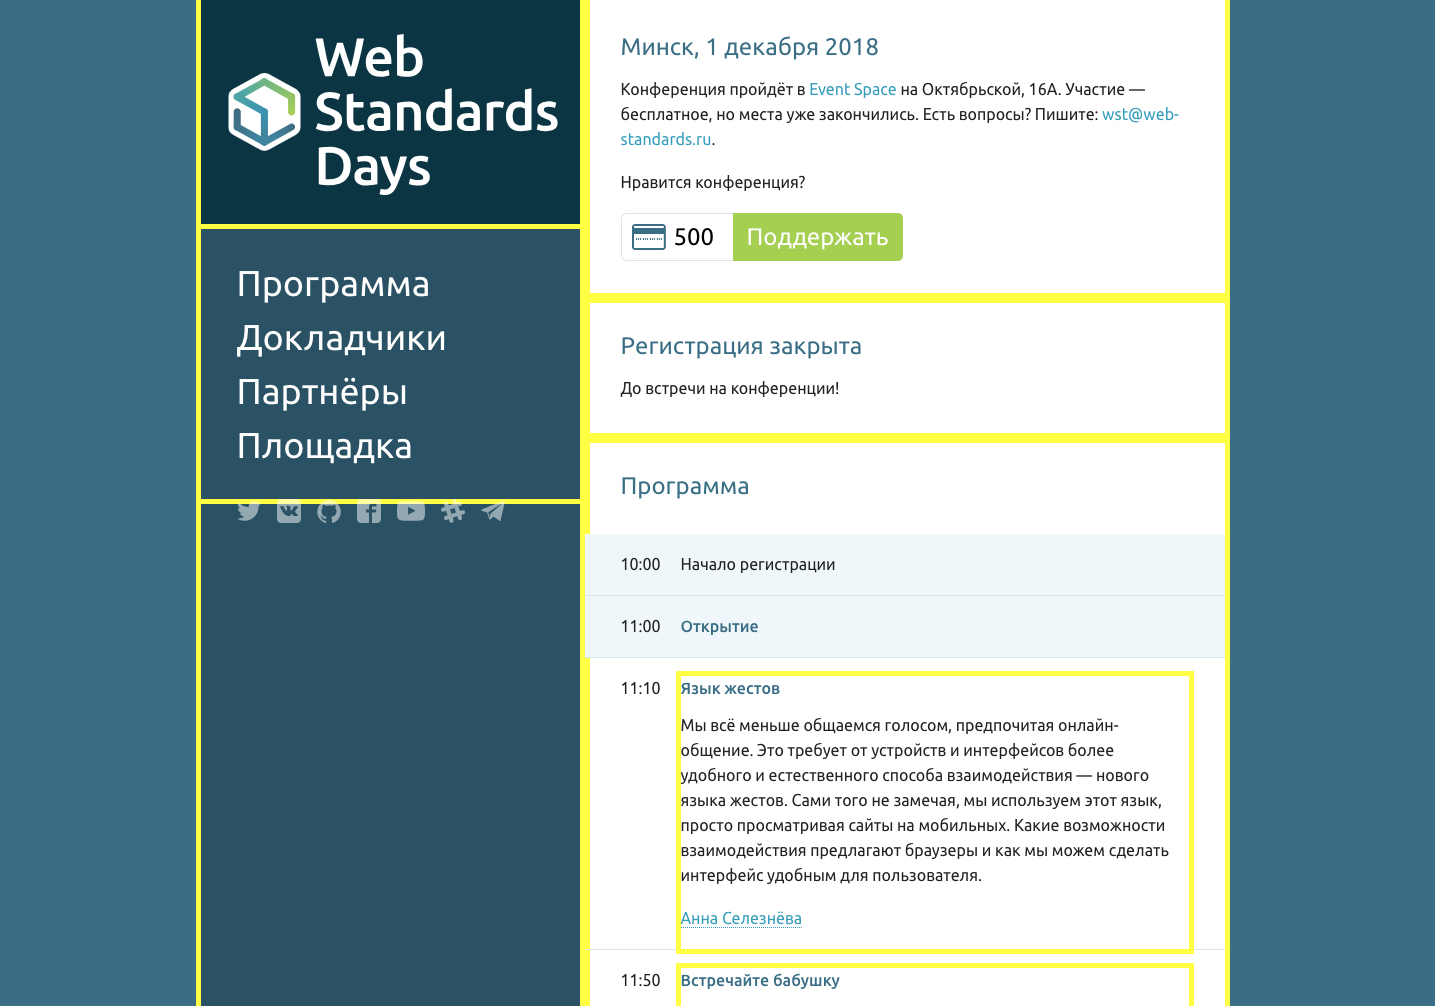 Web
Standards
Days
Программа
Докладчики
Партнёры
Площадка
Минск, 1 декабря 2018
Конференция пройдёт в Event Space на Октябрьской, 16А. Участие —
бесплатное, но места уже закончились. Есть вопросы? Пишите: wst@web-
standards.ru.
Нравится конференция?
500 Поддержать
Регистрация закрыта
До встречи на конференции!
Программа
10:00 Начало регистрации
11:00 Открытие
11:10 Язык жестов
Мы всё меньше общаемся голосом, предпочитая онлайн-
общение. Это требует от устройств и интерфейсов более
удобного и естественного способа взаимодействия — нового
языка жестов. Сами того не замечая, мы используем этот язык,
просто просматривая сайты на мобильных. Какие возможности
взаимодействия предлагают браузеры и как мы можем сделать
интерфейс удобным для пользователя.
Анна Селезнёва
11:50 Встречайте бабушку